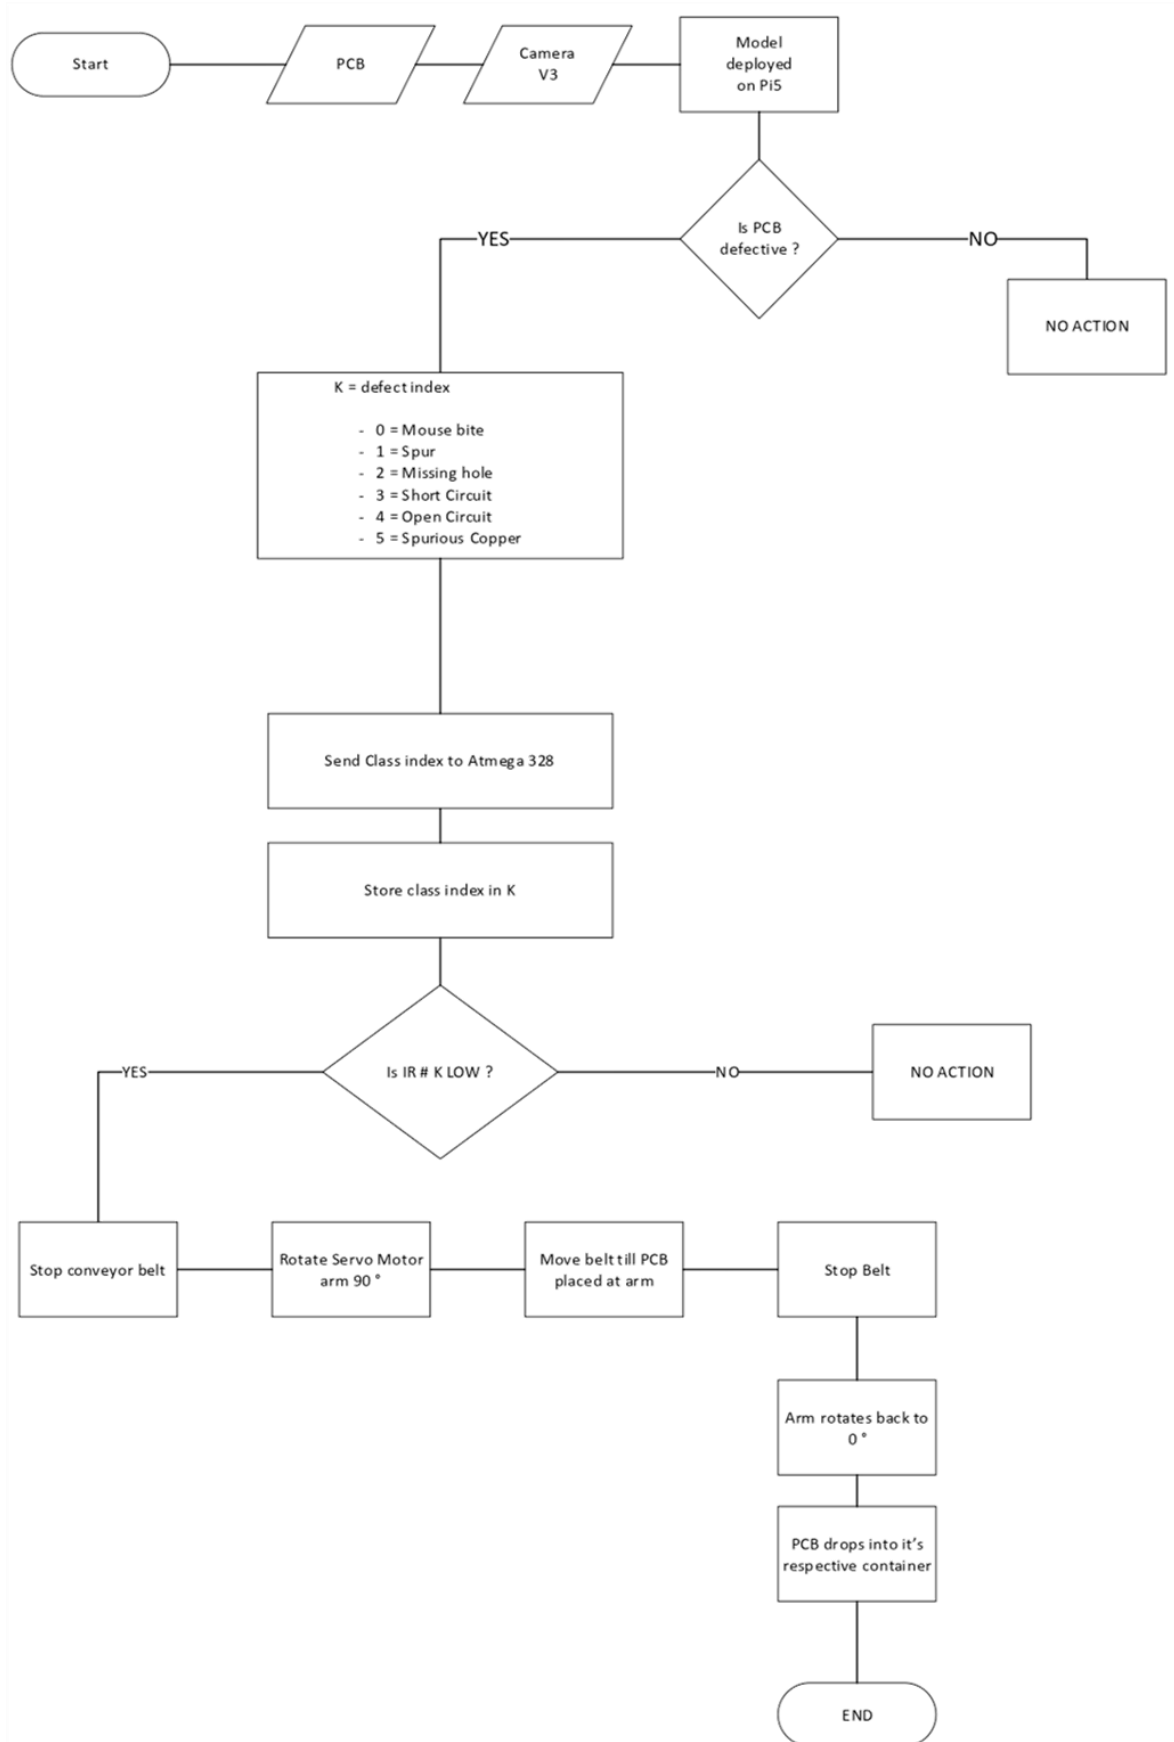 Start
PCB
Camera
V3
Model
deployed
on Pi5
Is PCB
defective ?
YES
NO
NO ACTION
K = defect index
- 0 = Mouse bite
- 1 = Spur
- 2 = Missing hole
- 3 = Short Circuit
- 4 = Open Circuit
- 5 = Spurious Copper
Send Class index to Atmega 328
Store class index in K
Is IR # K LOW ?
YES
NO
NO ACTION
Stop conveyor belt
Rotate Servo Motor
arm 90 °
Move belt till PCB
placed at arm
Stop Belt
Arm rotates back to
0 °
PCB drops into it’s
respective container
END